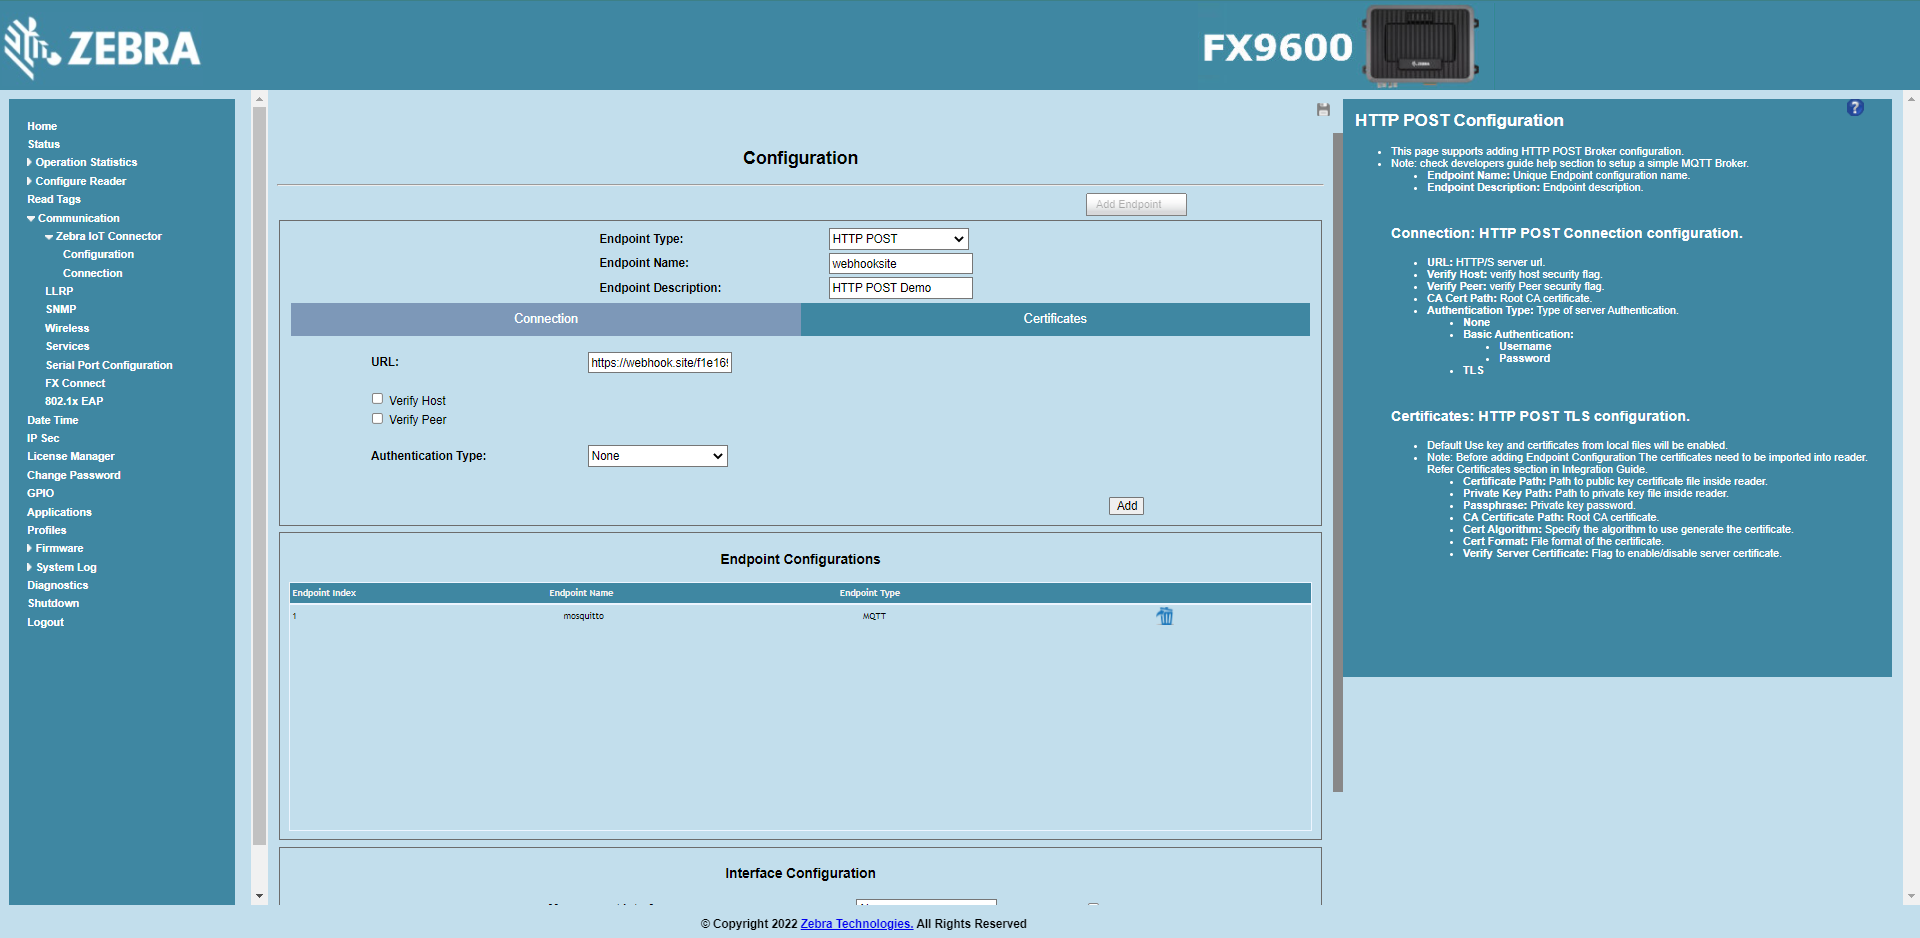 ZEBRA
FX9600
Home
Status
Operation Statistics
Configure Reader
Read Tags
Communication
Zebra IoT Connector
Configuration
Connection
LLRP
SNMP
Wireless
Services
Serial Port Configuration
FX Connect
802.1x EAP
Date Time
IP Sec
License Manager
Change Password
GPIO
Applications
Profiles
Firmware
System Log
Diagnostics
Shutdown
Logout
Configuration
Add Endpoint
Endpoint Type: HTTP POST
Endpoint Name: webhooksite
Endpoint Description: HTTP POST Demo
Connection Certificates
URL: https://webhook.site/f1e16
Verify Host
Verify Peer
Authentication Type: None
Add
Endpoint Configurations
Endpoint Index Endpoint Name Endpoint Type
1 mosquitto MQTT
Interface Configuration
HTTP POST Configuration
?
• This page supports adding HTTP POST Broker configuration.
• Note: check developers guide help section to setup a simple MQTT Broker.
• Endpoint Name: Unique Endpoint configuration name.
• Endpoint Description: Endpoint description.
Connection: HTTP POST Connection configuration.
• URL: HTTP/S server url.
• Verify Host: verify host security flag.
• Verify Peer: verify Peer security flag.
• CA Cert Path: Root CA certificate.
• Authentication Type: Type of server Authentication.
• None
• Basic Authentication:
• Username
• Password
• TLS
Certificates: HTTP POST TLS configuration.
• Default Use key and certificates from local files will be enabled.
• Note: Before adding Endpoint Configuration The certificates need to be imported into reader.
Refer Certificates section in Integration Guide.
• Certificate Path: Path to public key certificate file inside reader.
• Private Key Path: Path to private key file inside reader.
• Passphrase: Private key password.
• CA Certificate Path: Root CA certificate.
• Cert Algorithm: Specify the algorithm to use generate the certificate.
• Cert Format: File format of the certificate.
• Verify Server Certificate: Flag to enable/disable server certificate.
© Copyright 2022 Zebra Technologies. All Rights Reserved